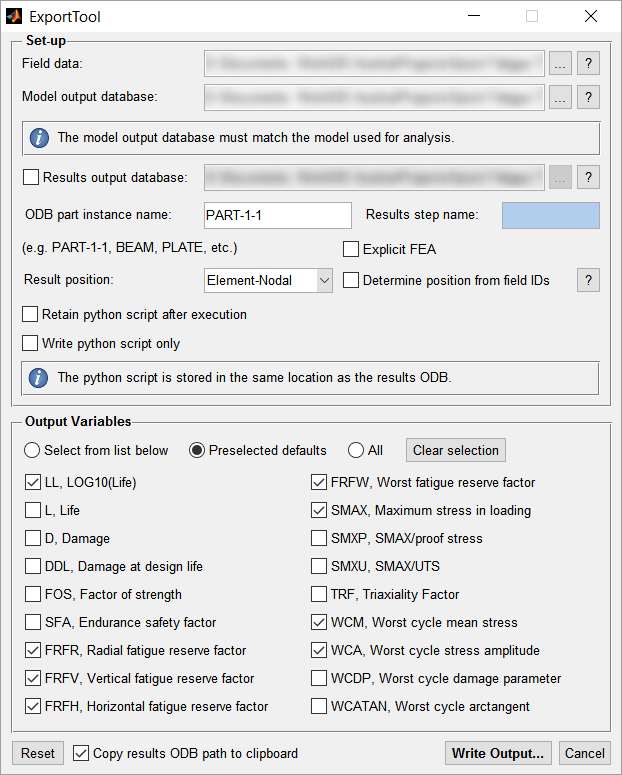 ExportTool
Set-up
Field data: ... ?
Model output database: ... ?
The model output database must match the model used for analysis.
Results output database: ... ?
ODB part instance name: PART-1-1 Results step name:
(e.g. PART-1-1, BEAM, PLATE, etc.) Explicit FEA
Result position: Element-Nodal Determine position from field IDs ?
Retain python script after execution
Write python script only
The python script is stored in the same location as the results ODB.
Output Variables
Select from list below Preselected defaults All Clear selection
LL, LOG10(Life) FRFW, Worst fatigue reserve factor
L, Life SMAX, Maximum stress in loading
D, Damage SMXP, SMAX/proof stress
DDL, Damage at design life SMXU, SMAX/UTS
FOS, Factor of strength TRF, Triaxiality Factor
SFA, Endurance safety factor WCM, Worst cycle mean stress
FRFR, Radial fatigue reserve factor WCA, Worst cycle stress amplitude
FRFV, Vertical fatigue reserve factor WCDP, Worst cycle damage parameter
FRFH, Horizontal fatigue reserve factor WCATAN, Worst cycle arctangent
Reset Copy results ODB path to clipboard Write Output... Cancel